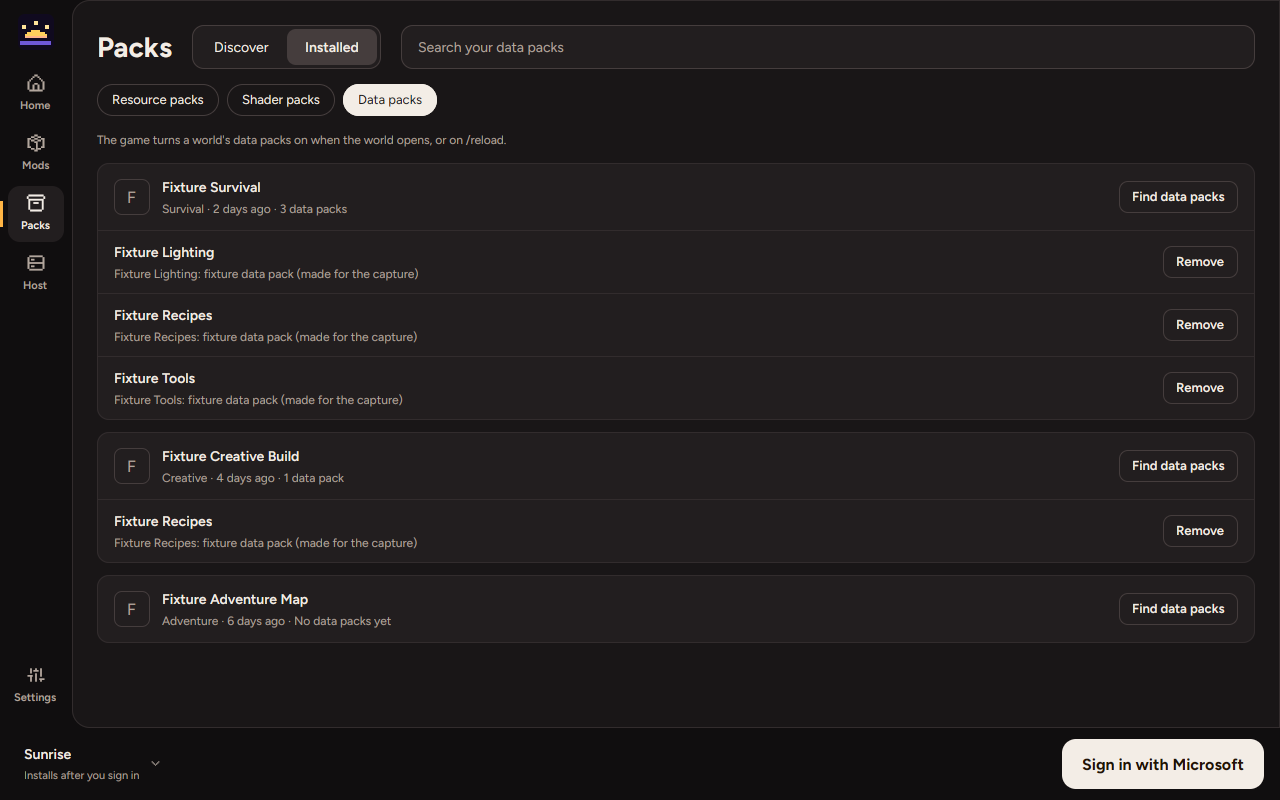 Home
Mods
Packs
Host
Settings
Packs
Discover
Installed
Search your data packs
Resource packs
Shader packs
Data packs
The game turns a world's data packs on when the world opens, or on /reload.
F
Fixture Survival
Survival · 2 days ago · 3 data packs
Find data packs
Fixture Lighting
Fixture Lighting: fixture data pack (made for the capture)
Remove
Fixture Recipes
Fixture Recipes: fixture data pack (made for the capture)
Remove
Fixture Tools
Fixture Tools: fixture data pack (made for the capture)
Remove
F
Fixture Creative Build
Creative · 4 days ago · 1 data pack
Find data packs
Fixture Recipes
Fixture Recipes: fixture data pack (made for the capture)
Remove
F
Fixture Adventure Map
Adventure · 6 days ago · No data packs yet
Find data packs
Sunrise
Installs after you sign in
Sign in with Microsoft